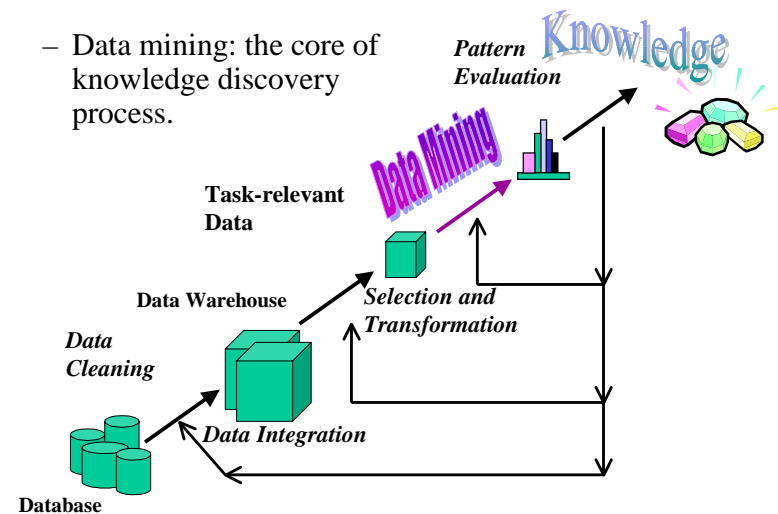 – Data mining: the core of
knowledge discovery
process.
Pattern
Evaluation
Knowledge
Data Mining
Task-relevant
Data
Data Warehouse
Selection and
Transformation
Data
Cleaning
Data Integration
Database